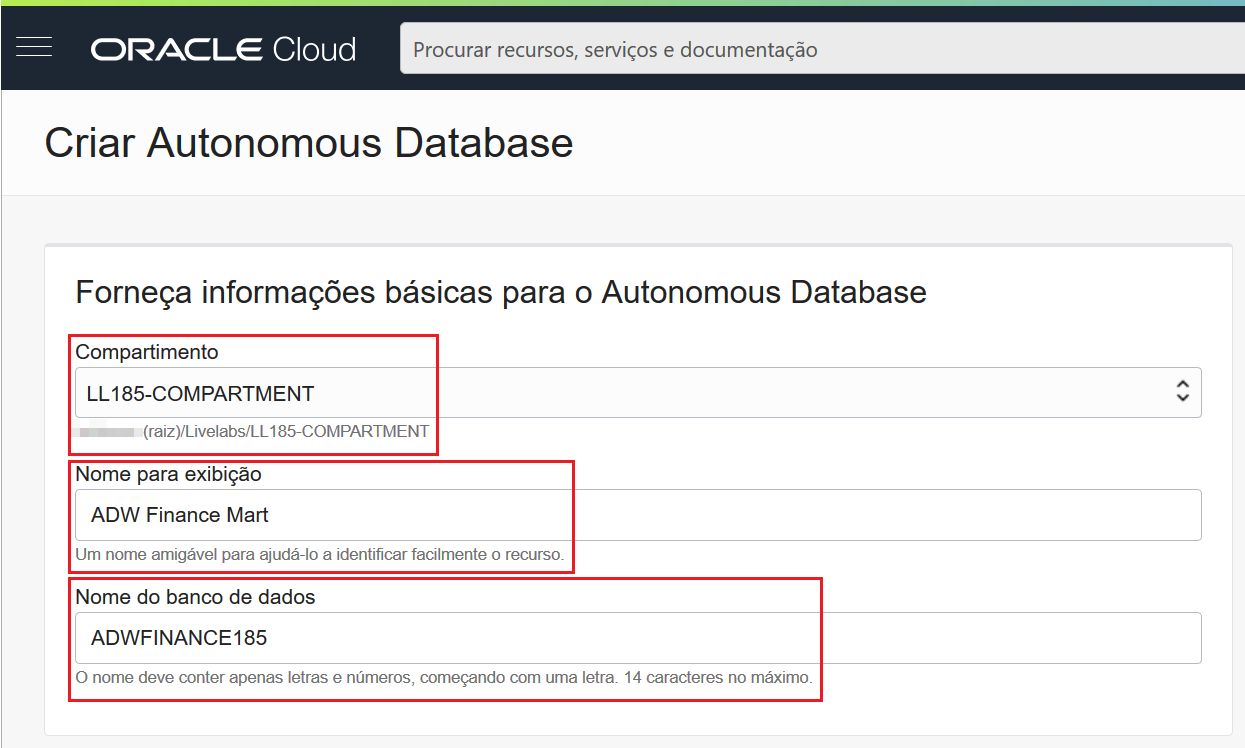 ORACLE Cloud
Procurar recursos, serviços e documentação
Criar Autonomous Database
Forneça informações básicas para o Autonomous Database
Compartimento
LL185-COMPARTMENT
(raiz)/Livelabs/LL185-COMPARTMENT
Nome para exibição
ADW Finance Mart
Um nome amigável para ajudá-lo a identificar facilmente o recurso.
Nome do banco de dados
ADWFINANCE185
O nome deve conter apenas letras e números, começando com uma letra. 14 caracteres no máximo.